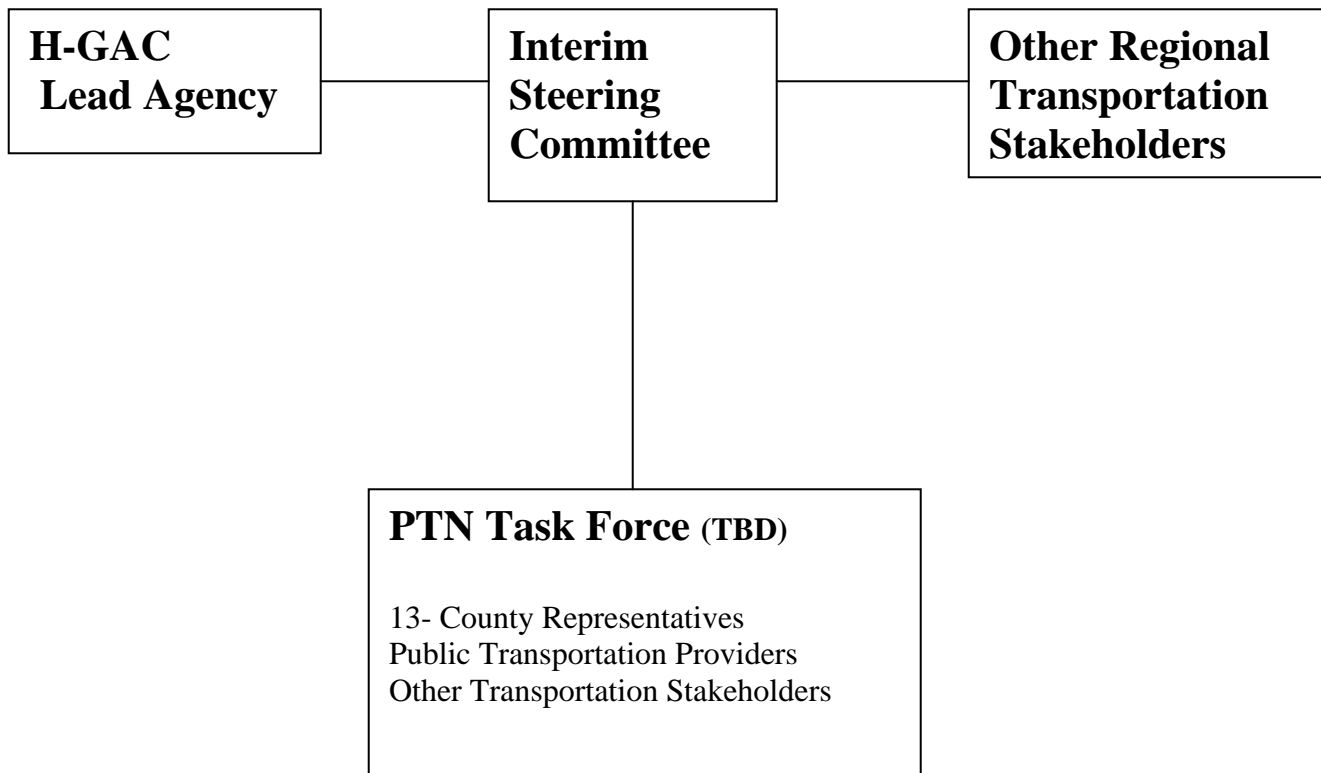 H-GAC
Lead Agency
Interim
Steering
Committee
Other Regional
Transportation
Stakeholders
PTN Task Force (TBD)
13- County Representatives
Public Transportation Providers
Other Transportation Stakeholders